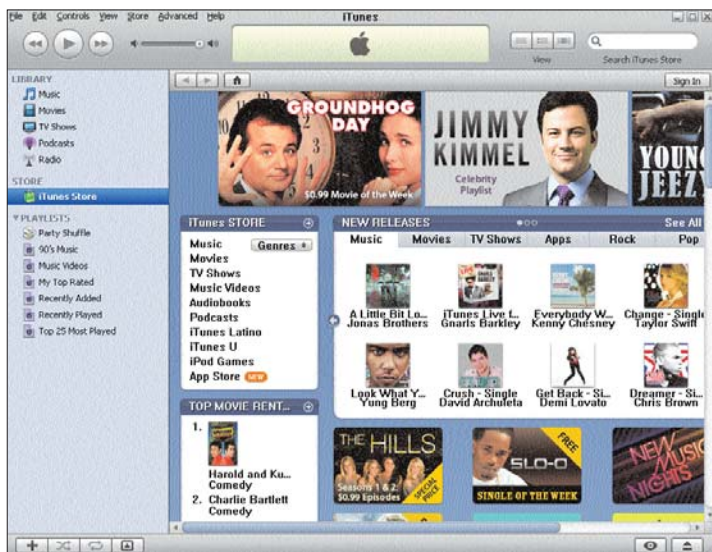 File Edit Controls View Store Advanced Help
iTunes
View
Search iTunes Store
Sign In
LIBRARY
Music
Movies
TV Shows
Podcasts
Radio
STORE
iTunes Store
PLAYLISTS
Party Shuffle
90's Music
Music Videos
My Top Rated
Recently Added
Recently Played
Top 25 Most Played
GROUNDHOG
DAY
$0.99 Movie of the Week
JIMMY
KIMMEL
Celebrity
Playlist
YOUNG
JEEZY
iTunes STORE
Music
Genres
Movies
TV Shows
Music Videos
Audiobooks
Podcasts
iTunes Latino
iTunes U
iPod Games
App Store NEW
TOP MOVIE RENT...
1.
Harold and Ku...
Comedy
2. Charlie Bartlett
Comedy
NEW RELEASES
See All
Music Movies TV Shows Apps Rock Pop
A Little Bit Lo...
Jonas Brothers
iTunes Live f...
Gnarls Barkley
Everybody W...
Kenny Chesney
Change - Single
Taylor Swift
Look What Y...
Yung Berg
Crush - Single
David Archuleta
Get Back - Si...
Demi Lovato
Dreamer - Si...
Chris Brown
THE HILLS
Seasons 1 & 2:
$0.99 Episodes
SPECIAL
PRICE
SLO-O
FREE
SINGLE OF THE WEEK
NEW
MUSIC
NIGHTS